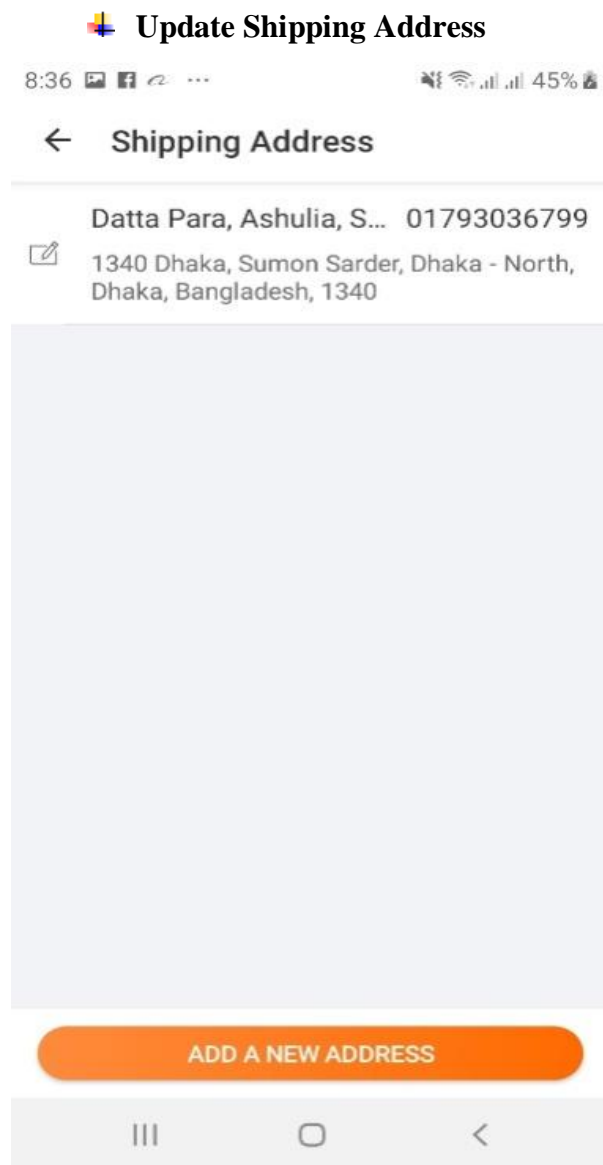 Update Shipping Address
8:36 ... 45%
Shipping Address
Datta Para, Ashulia, S... 01793036799
1340 Dhaka, Sumon Sarder, Dhaka - North,
Dhaka, Bangladesh, 1340
ADD A NEW ADDRESS